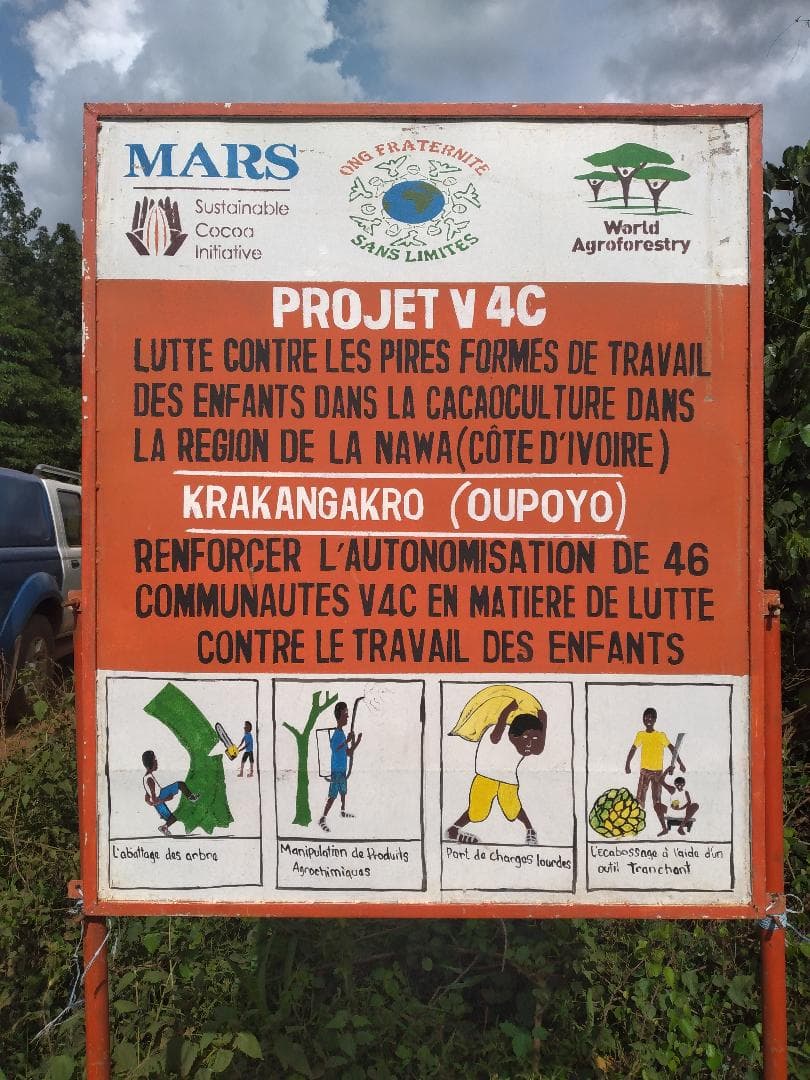 MARS
Sustainable
Cocoa
Initiative
ONG FRATERNITE
SANS LIMITES
World
Agroforestry
PROJET V4C
LUTTE CONTRE LES PIRES FORMES DE TRAVAIL
DES ENFANTS DANS LA CACAOCULTURE DANS
LA REGION DE LA NAWA (CÔTE D'IVOIRE)
KRAKANGAKRO (OUPOYO)
RENFORCER L'AUTONOMISATION DE 46
COMMUNAUTES V4C EN MATIERE DE LUTTE
CONTRE LE TRAVAIL DES ENFANTS
L'abattage des arbre
Manipulation de Produits
Agrochimiques
Port de charges lourdes
L'Ecabossage à l'aide d'un
outil Tranchant